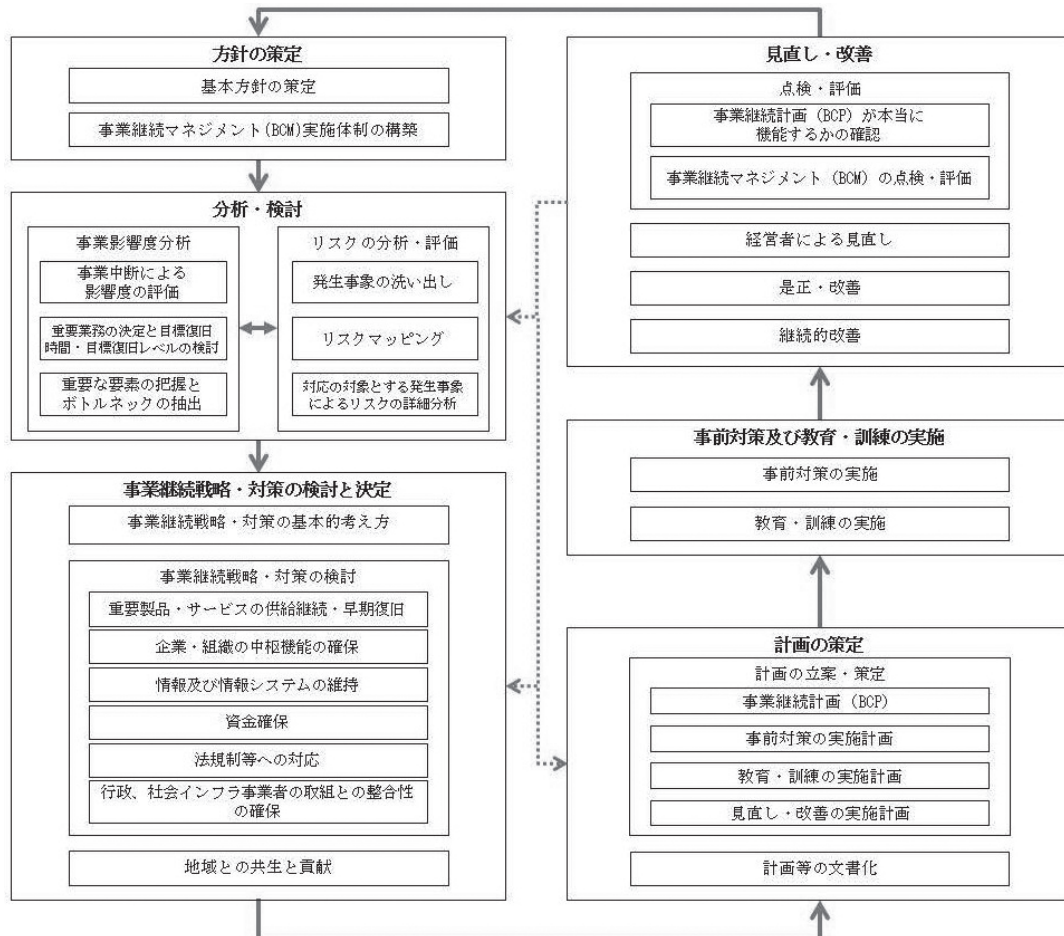 方針の策定
基本方針の策定
事業継続マネジメント(BCM)実施体制の構築
分析・検討
事業影響度分析
事業中断による
影響度の評価
重要業務の決定と目標復旧
時間・目標復旧レベルの検討
重要な要素の把握と
ボトルネックの抽出
リスクの分析・評価
発生事象の洗い出し
リスクマッピング
対応の対象とする発生事象
によるリスクの詳細分析
事業継続戦略・対策の検討と決定
事業継続戦略・対策の基本的考え方
事業継続戦略・対策の検討
重要製品・サービスの供給継続・早期復旧
企業・組織の中枢機能の確保
情報及び情報システムの維持
資金確保
法規制等への対応
行政、社会インフラ事業者の取組との整合性
の確保
地域との共生と貢献
見直し・改善
点検・評価
事業継続計画（BCP）が本当に
機能するかの確認
事業継続マネジメント（BCM）の点検・評価
経営者による見直し
是正・改善
継続的改善
事前対策及び教育・訓練の実施
事前対策の実施
教育・訓練の実施
計画の策定
計画の立案・策定
事業継続計画（BCP）
事前対策の実施計画
教育・訓練の実施計画
見直し・改善の実施計画
計画等の文書化